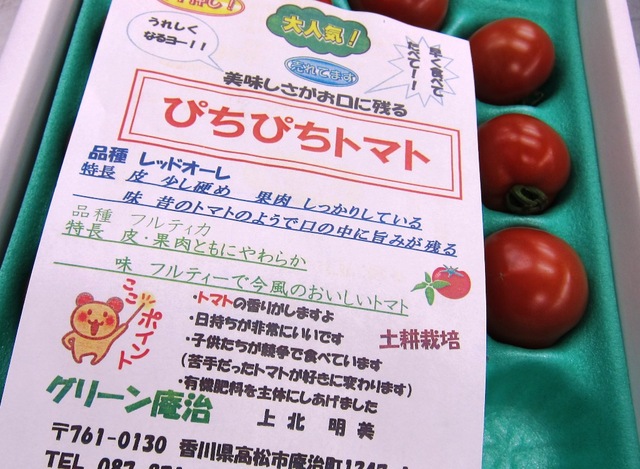 うれしく
なるヨー！！
大人気！
売れてます
早く食べて
たべて！！
美味しさがお口に残る
ぴちぴちトマト
品種 レッドオーレ
特長 皮 少し硬め 果肉 しっかりしている
味 昔のトマトのようで口の中に旨みが残る
品種 フルティカ
特長 皮・果肉ともにやわらか
味 フルティーで今風のおいしいトマト
ここポイント
・トマトの香りがしますよ
・日持ちが非常にいいです
・子供たちが競争で食べています
(苦手だったトマトが好きに変わります)
・有機肥料を主体にしあげました
土耕栽培
グリーン庵治
上北 明美
〒761-0130 香川県高松市庵治町
TEL 087